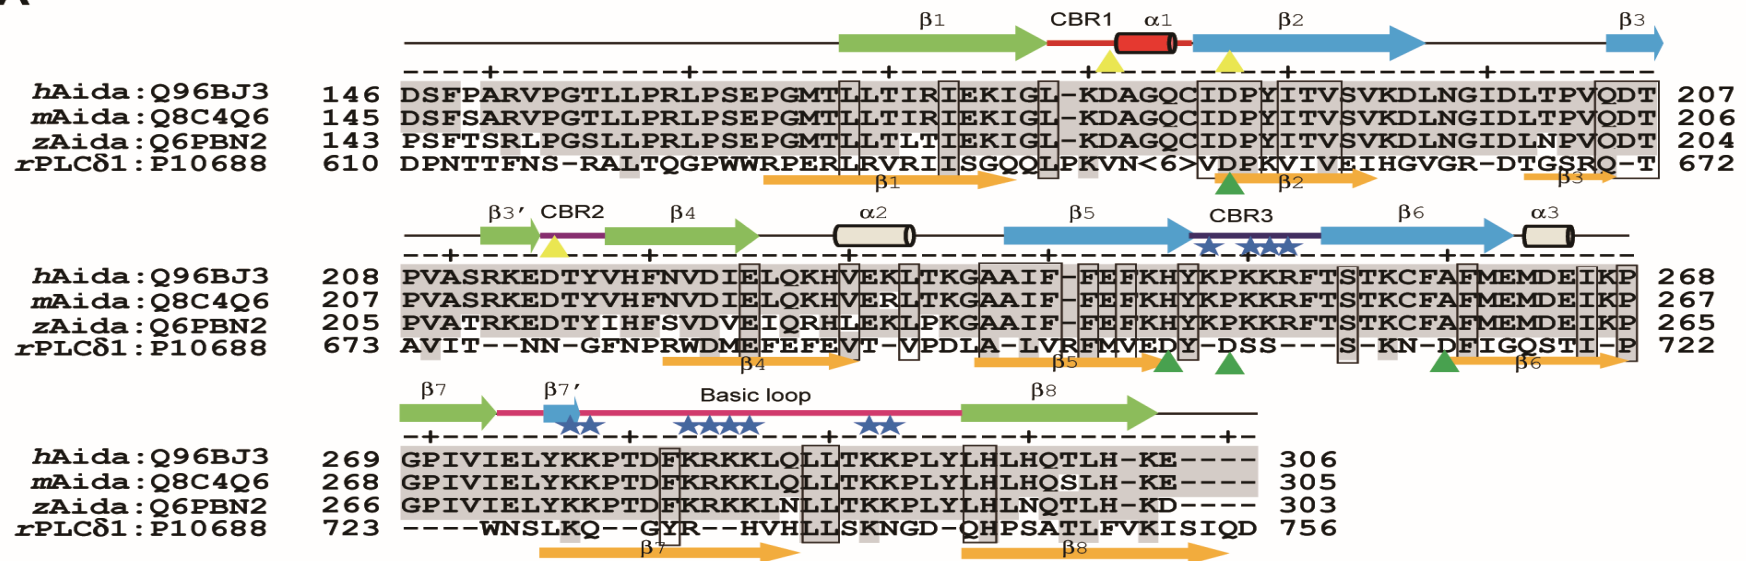 β1 CBR1 α1 β2 β3
hAida:Q96BJ3 146 DSFPARVPGTLLPRLPSEPGMTLLTIRIEKIGL-KDAGQCIDPYITVSVKDLNGIDLTPVQDT 207
mAida:Q8C4Q6 145 DSFSARVPGTLLPRLPSEPGMTLLTIRIEKIGL-KDAGQCIDPYITVSVKDLNGIDLTPVQDT 206
zAida:Q6PBN2 143 PSFTSRLPGSLLPRLPSEPGMTLLTLTIEKIGL-KDAGQCIDPYITVSVKDLNGIDLNPVQDT 204
rPLCδ1:P10688 610 DPNTTFNS-RALTQGPWWRPERLRVRIISGQQLPKVN<6>VDPKVIVEIHGVGR-DTGSRQ-T 672
β1 β2 β3
β3′ CBR2 β4 α2 β5 CBR3 β6 α3
hAida:Q96BJ3 208 PVASRKEDTYVHFNVDIELQKHVEKLTKGAAIF-FEFKHYKPKKRFTSTKCFAFMEMDEIKP 268
mAida:Q8C4Q6 207 PVASRKEDTYVHFNVDIELQKHVERLTKGAAIF-FEFKHYKPKKRFTSTKCFAFMEMDEIKP 267
zAida:Q6PBN2 205 PVATRKEDTYIHFSVDVEIQRHLEKLPKGAAIF-FEFKHYKPKKRFTSTKCFAFMEMDEIKP 265
rPLCδ1:P10688 673 AVIT--NN-GFNPRWDMEFEFEVT-VPDLA-LVRFMVEDYDSS---S-KN-DFIGQSTI-P 722
β4 β5 β6
β7 β7′ Basic loop β8
hAida:Q96BJ3 269 GPIVIELYKKPTDFKRKKLQLLTKKPLYLHLHQTLH-KE---- 306
mAida:Q8C4Q6 268 GPIVIELYKKPTDFKRKKLQLLTKKPLYLHLHQSLH-KE---- 305
zAida:Q6PBN2 266 GPIVIELYKKPTDFKRKKLNLLTKKPLYLHLNQTLH-KD---- 303
rPLCδ1:P10688 723 ----WNSLKQ--GYR--HVHLLSKNGD-QHPSATLFVKISIQD 756
β7 β8